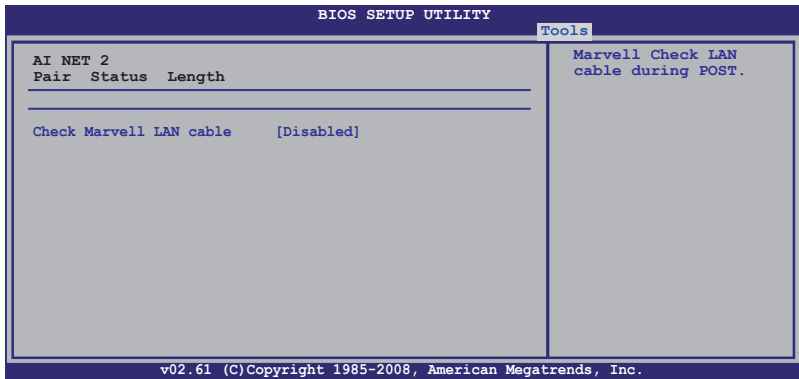 BIOS SETUP UTILITY
Tools
AI NET 2
Pair Status Length
Check Marvell LAN cable [Disabled]
Marvell Check LAN
cable during POST.
v02.61 (C)Copyright 1985-2008, American Megatrends, Inc.